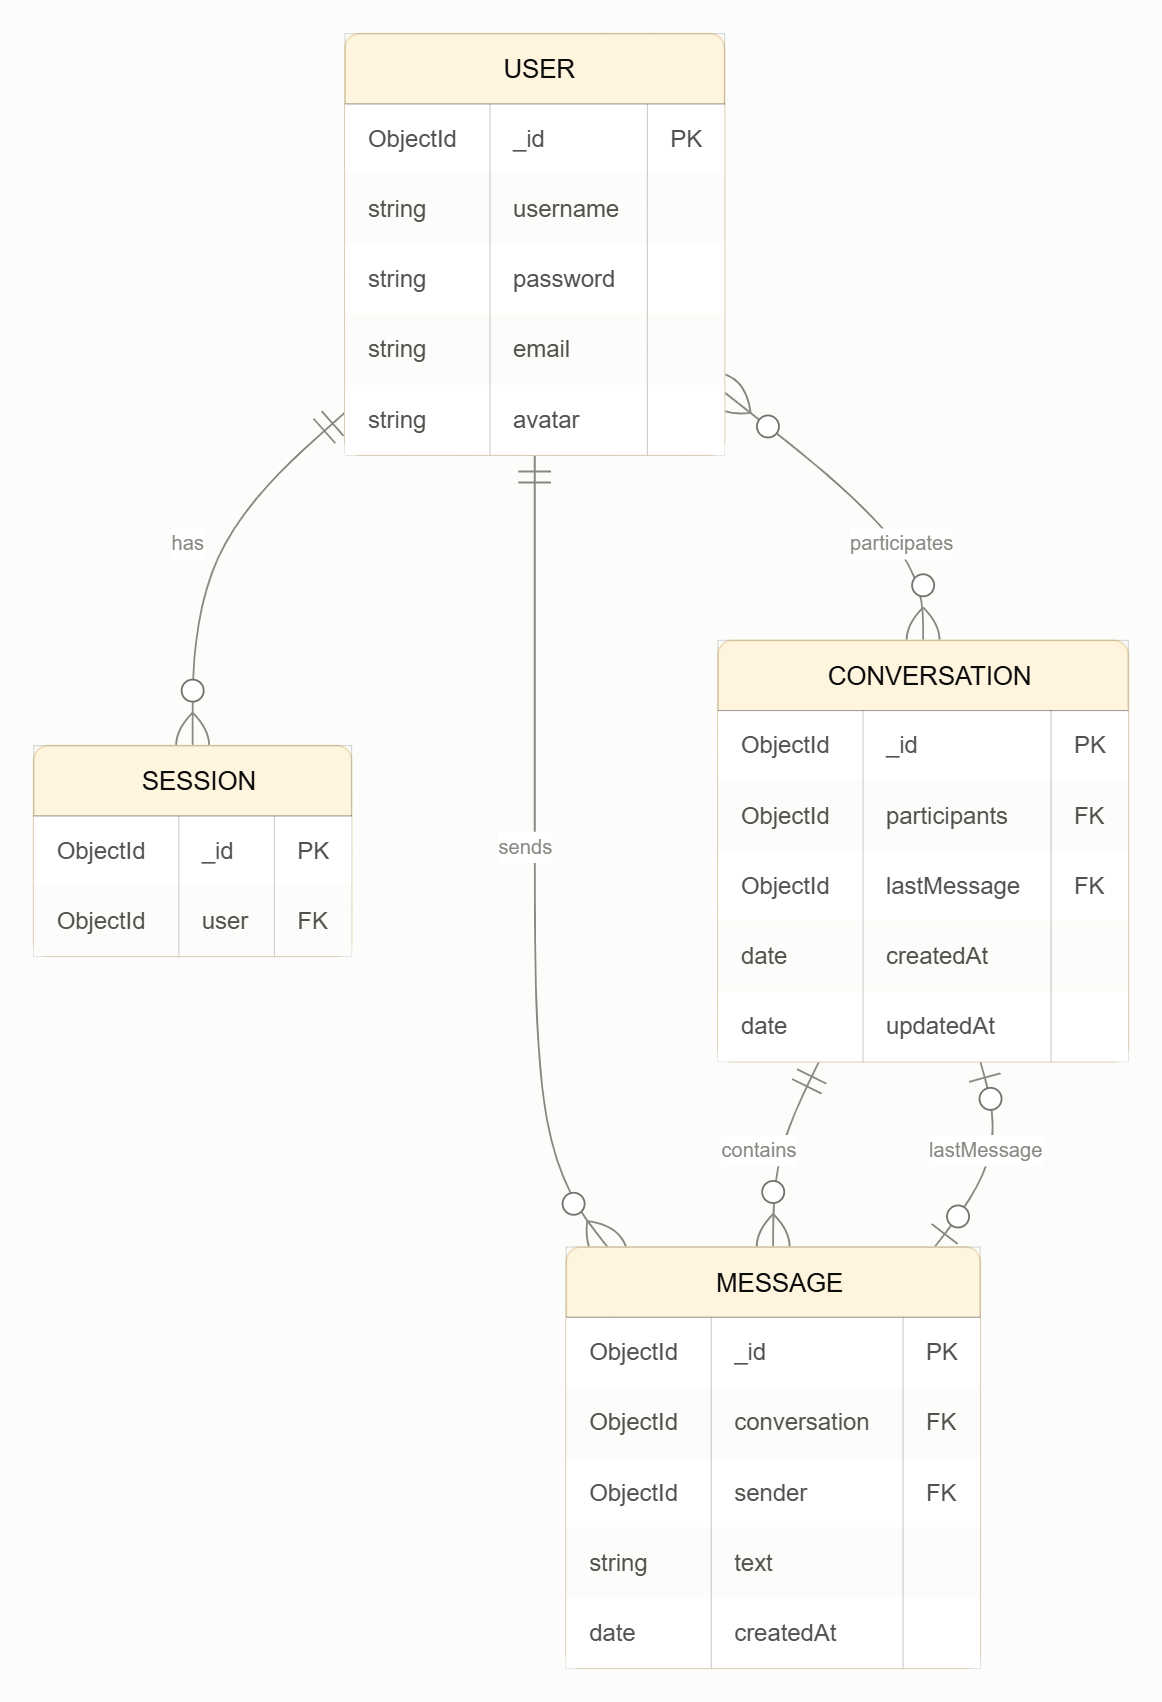 USER
ObjectId _id PK
string username
string password
string email
string avatar
has
participates
CONVERSATION
ObjectId _id PK
ObjectId participants FK
ObjectId lastMessage FK
date createdAt
date updatedAt
SESSION
ObjectId _id PK
ObjectId user FK
sends
contains
lastMessage
MESSAGE
ObjectId _id PK
ObjectId conversation FK
ObjectId sender FK
string text
date createdAt